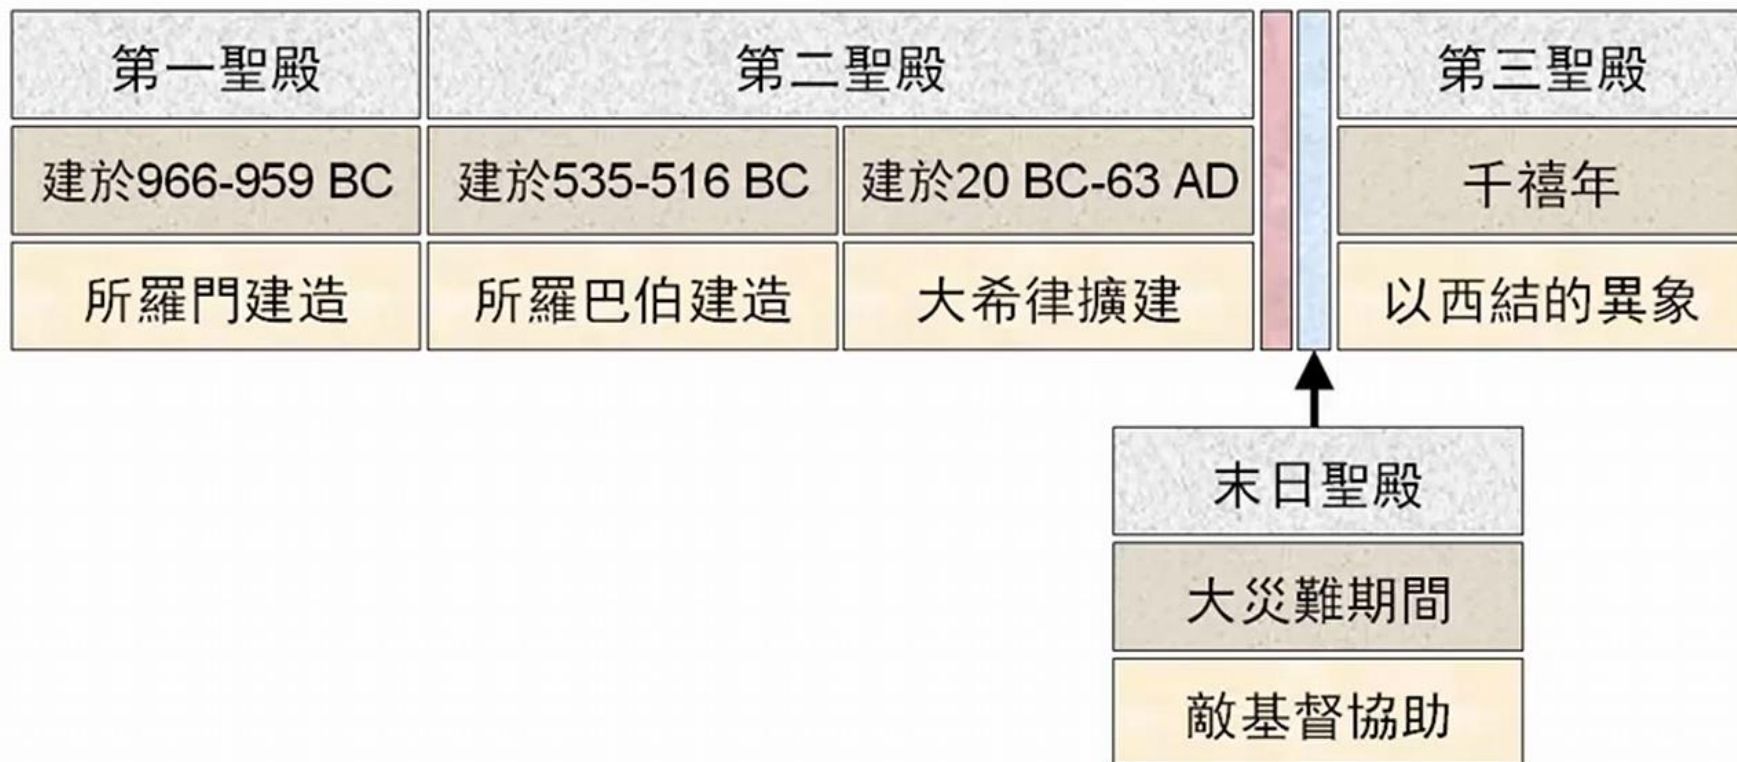 第一聖殿
第二聖殿
第三聖殿
建於966-959 BC
建於535-516 BC
建於20 BC-63 AD
千禧年
所羅門建造
所羅巴伯建造
大希律擴建
以西結的異象
末日聖殿
大災難期間
敵基督協助